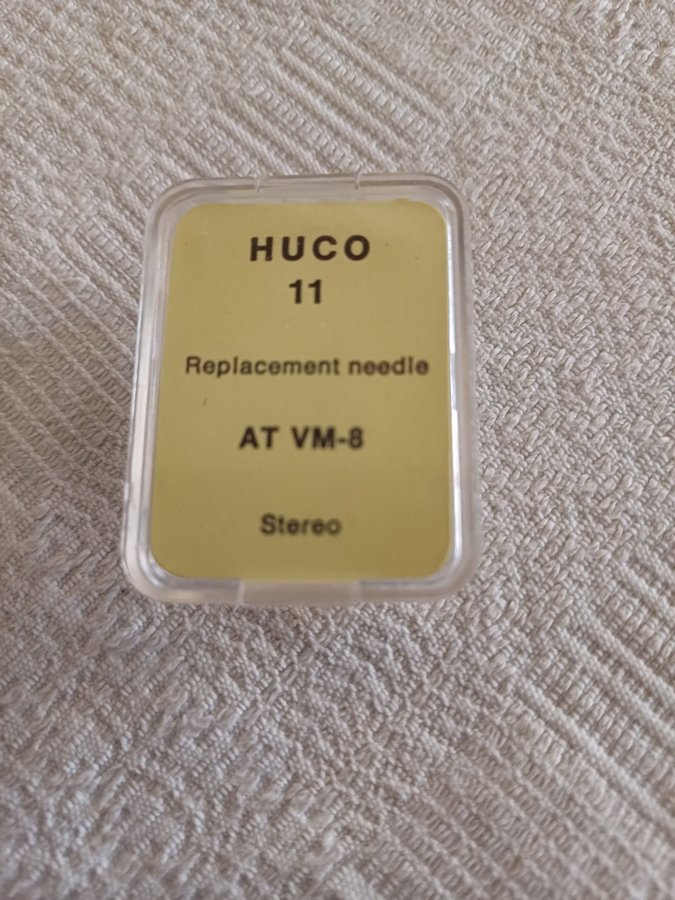 HUCO
11
Replacement needle
AT VM-8
Stereo